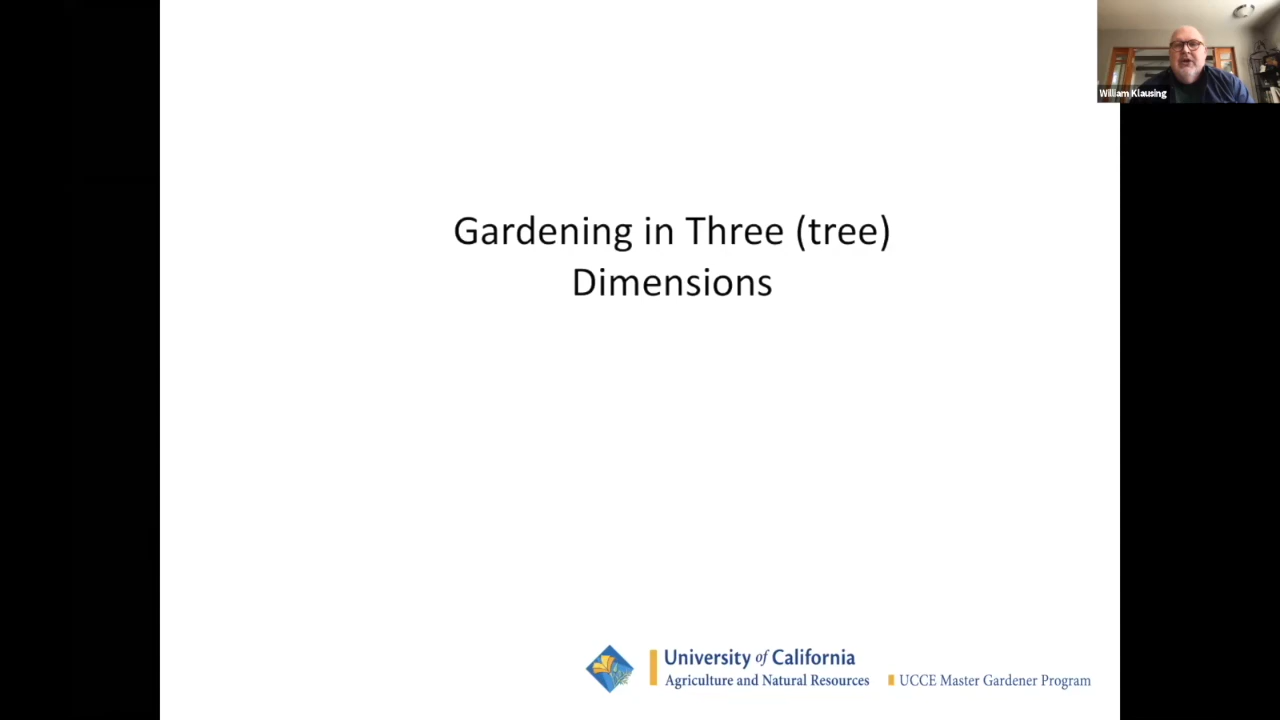 William Klausing
Gardening in Three (tree)
Dimensions
University of California
Agriculture and Natural Resources
UCCE Master Gardener Program